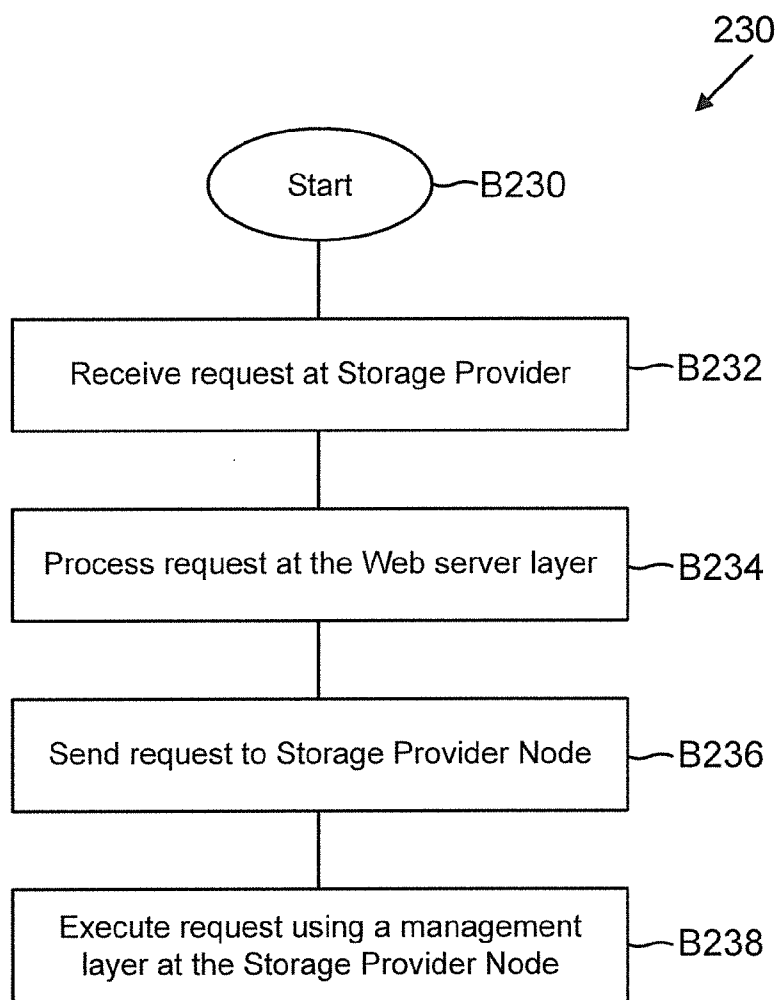 230
Start
B230
Receive request at Storage Provider
B232
Process request at the Web server layer
B234
Send request to Storage Provider Node
B236
Execute request using a management
layer at the Storage Provider Node
B238